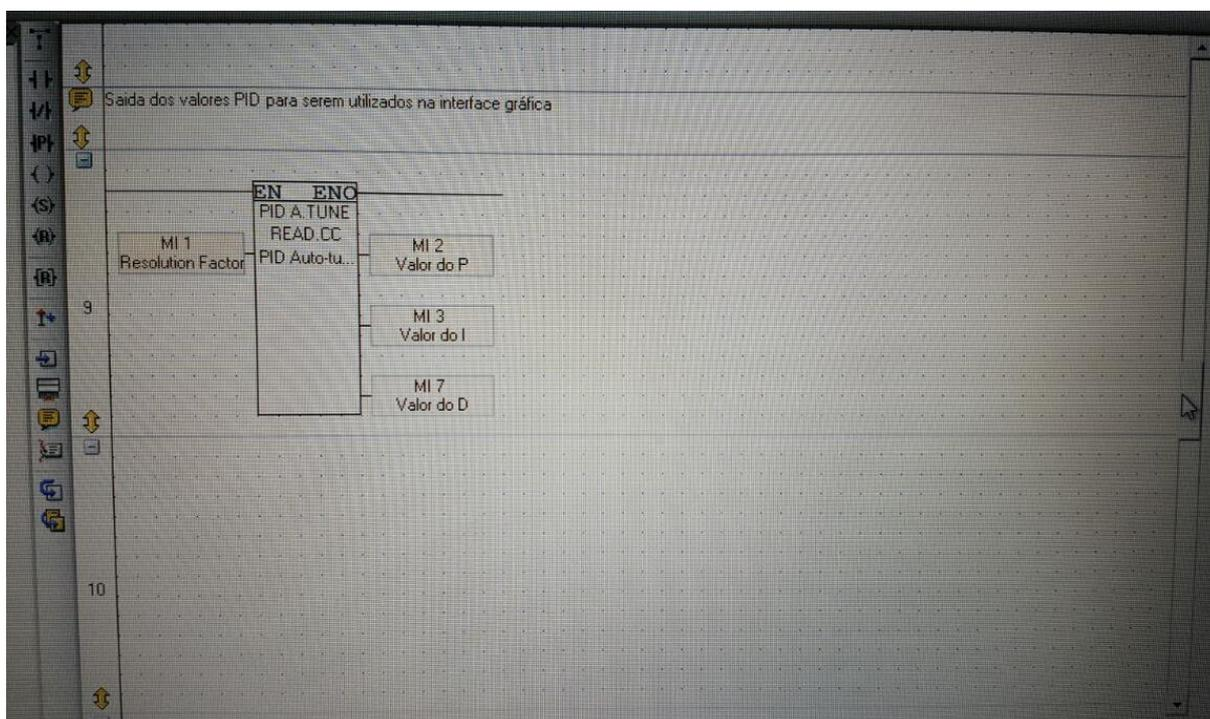 Saida dos valores PID para serem utilizados na interface gráfica
EN ENO
PID A.TUNE
READ.CC
PID Auto-tu...
MI 1
Resolution Factor
MI 2
Valor do P
MI 3
Valor do I
MI 7
Valor do D
9
10
P
S
R
R